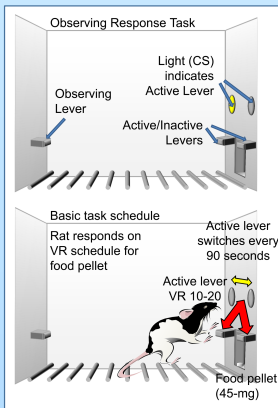 Observing Response Task
Light (CS)
indicates
Active Lever
Observing
Lever
Active/Inactive
Levers
Basic task schedule
Rat responds on
VR schedule for
food pellet
Active lever
switches every
90 seconds
Active lever
VR 10-20
Food pellet
(45-mg)